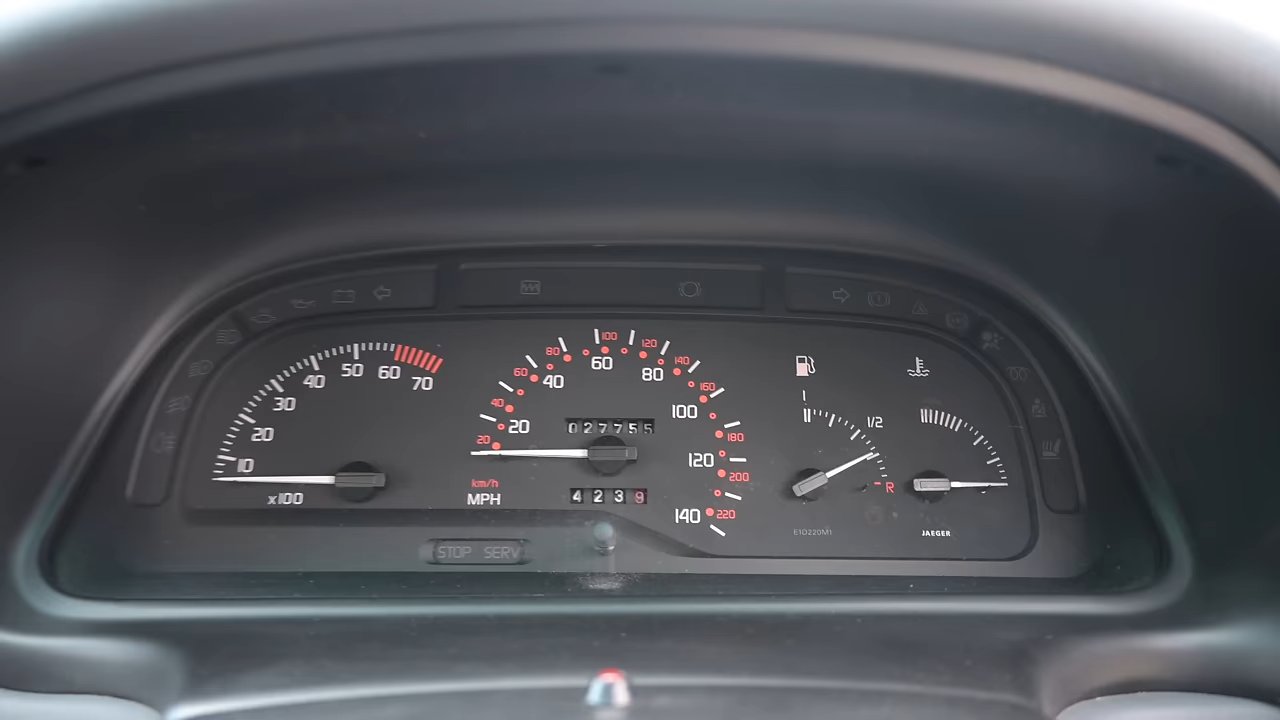 10 20 30 40 50 60 70
x100
20 40 60 80 100 120 140
20 40 60 80 100 120 140 160 180 200 220
027755
km/h
MPH
4239
1/2
R
E1D220M1
JAEGER
STOP SERV